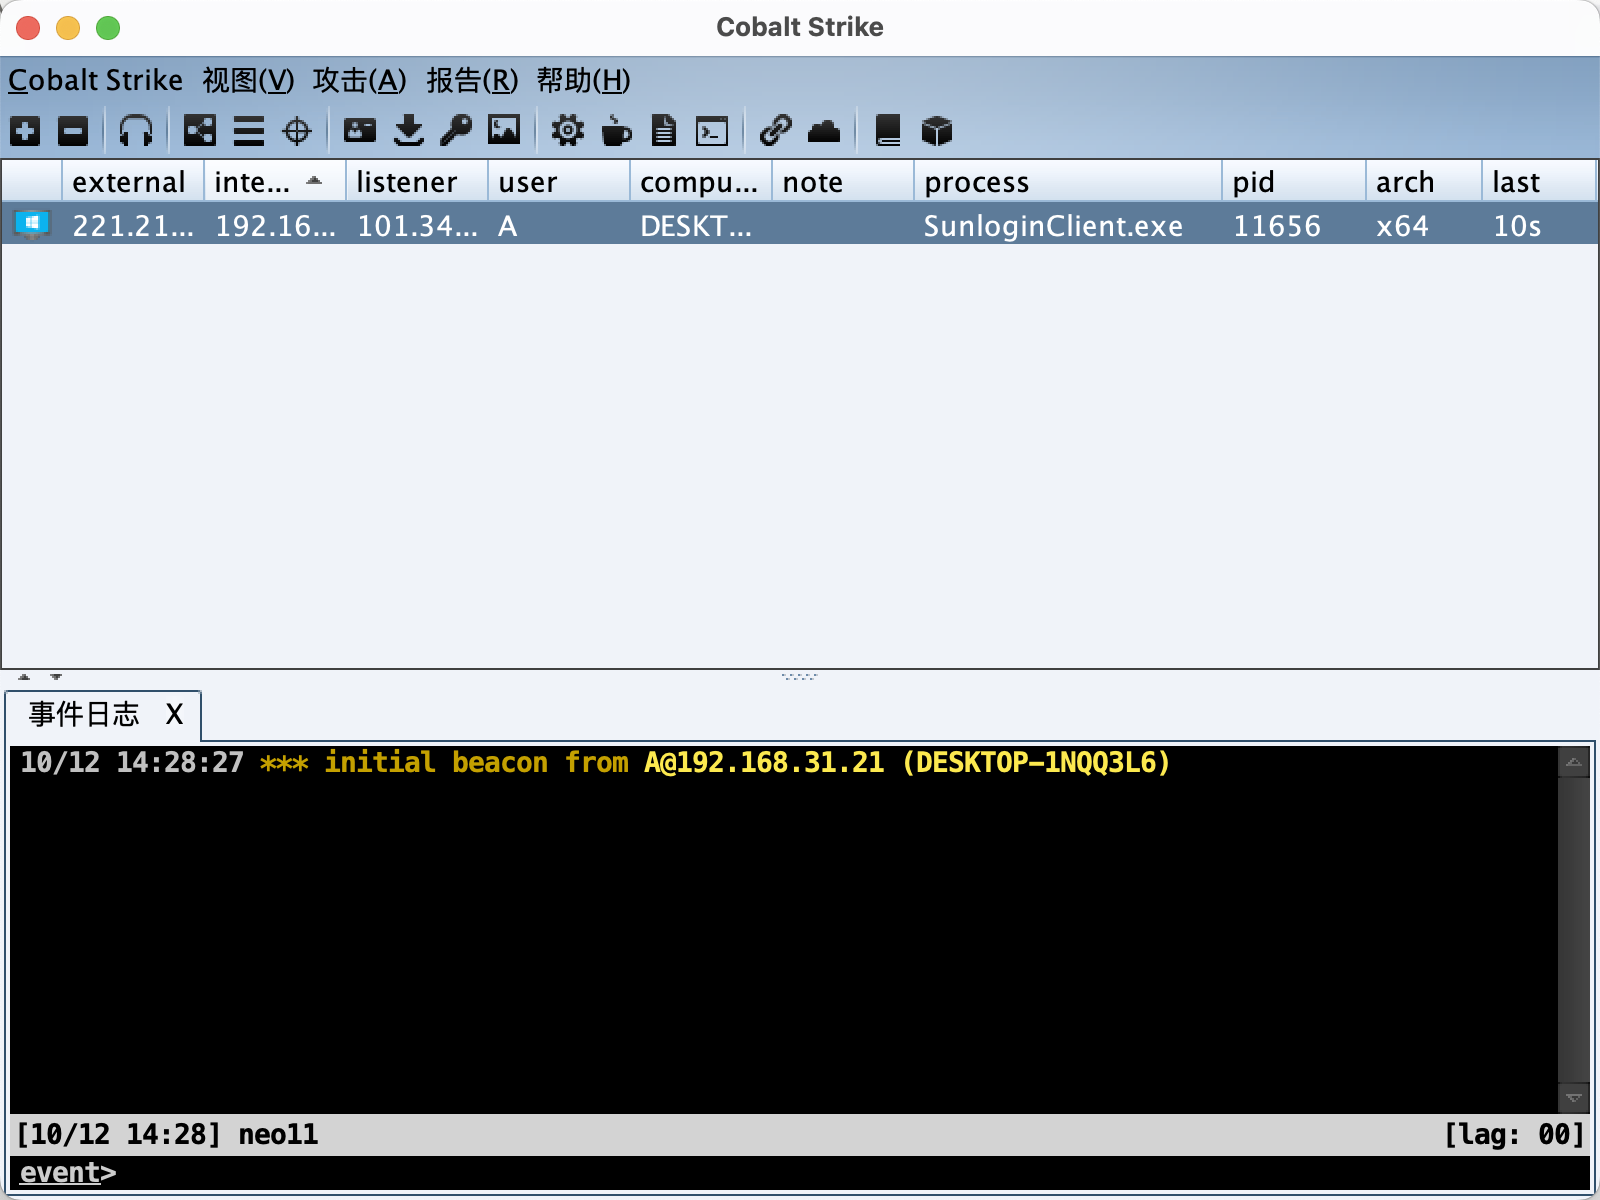 Cobalt Strike
Cobalt Strike 视图(V) 攻击(A) 报告(R) 帮助(H)
external inte... listener user compu... note process pid arch last
221.21... 192.16... 101.34... A DESKT... SunloginClient.exe 11656 x64 10s
事件日志 X
10/12 14:28:27 *** initial beacon from A@192.168.31.21 (DESKTOP-1NQQ3L6)
[10/12 14:28] neo11 [lag: 00]
event>